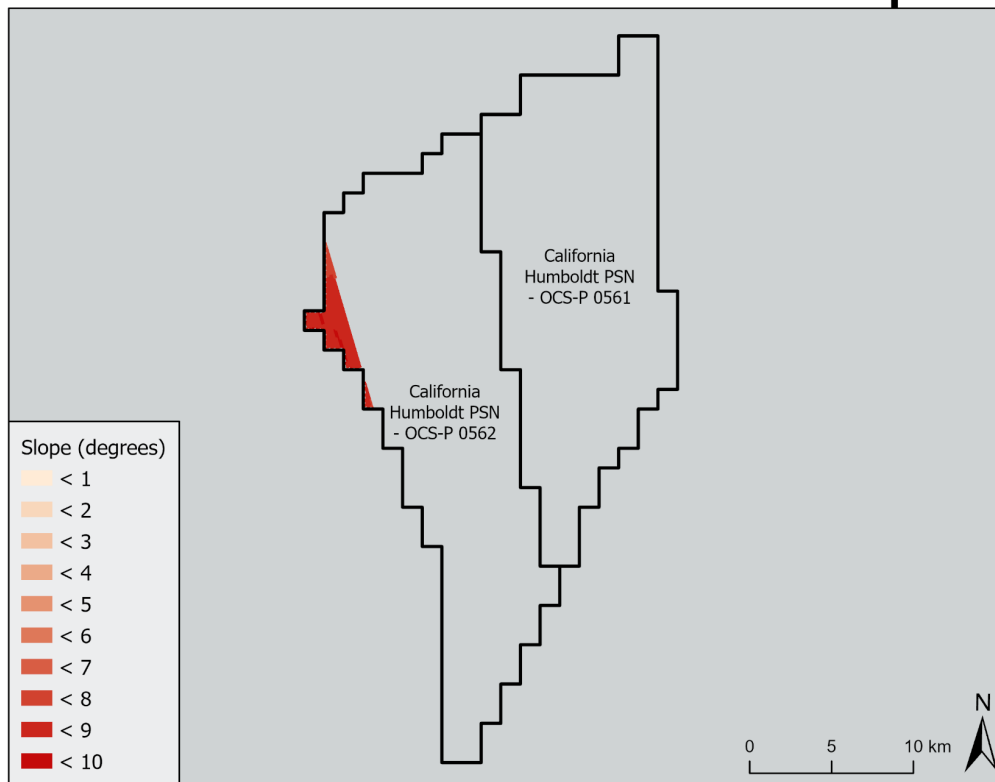 California
Humboldt PSN
- OCS-P 0561
California
Humboldt PSN
- OCS-P 0562
Slope (degrees)
< 1
< 2
< 3
< 4
< 5
< 6
< 7
< 8
< 9
< 10
N
0 5 10 km